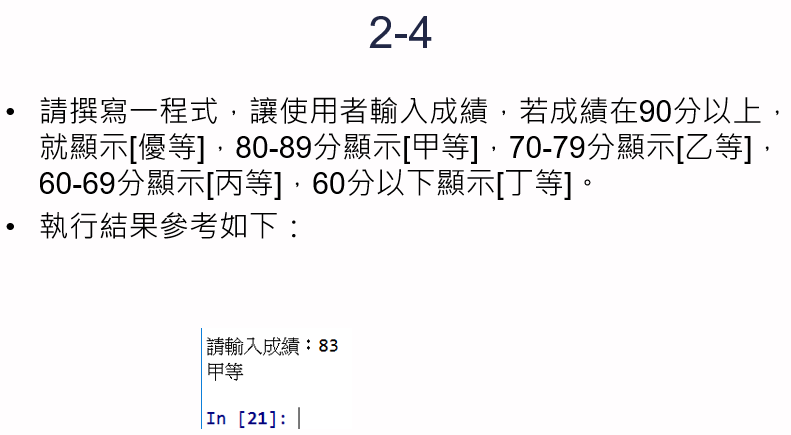 2-4
• 請撰寫一程式，讓使用者輸入成績，若成績在90分以上，
就顯示[優等]，80-89分顯示[甲等]，70-79分顯示[乙等]，
60-69分顯示[丙等]，60分以下顯示[丁等]。
• 執行結果參考如下：
請輸入成績：83
甲等
In [21]: